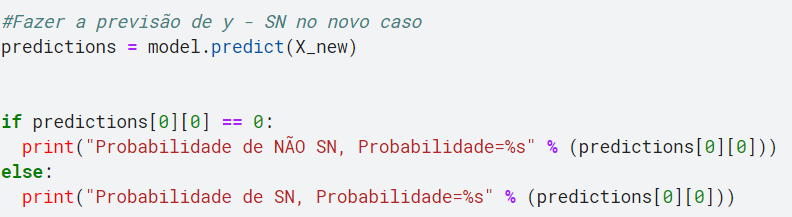 #Fazer a previsão de y - SN no novo caso
predictions = model.predict(X_new)
if predictions[0][0] == 0:
  print("Probabilidade de NÃO SN, Probabilidade=%s" % (predictions[0][0]))
else:
  print("Probabilidade de SN, Probabilidade=%s" % (predictions[0][0]))